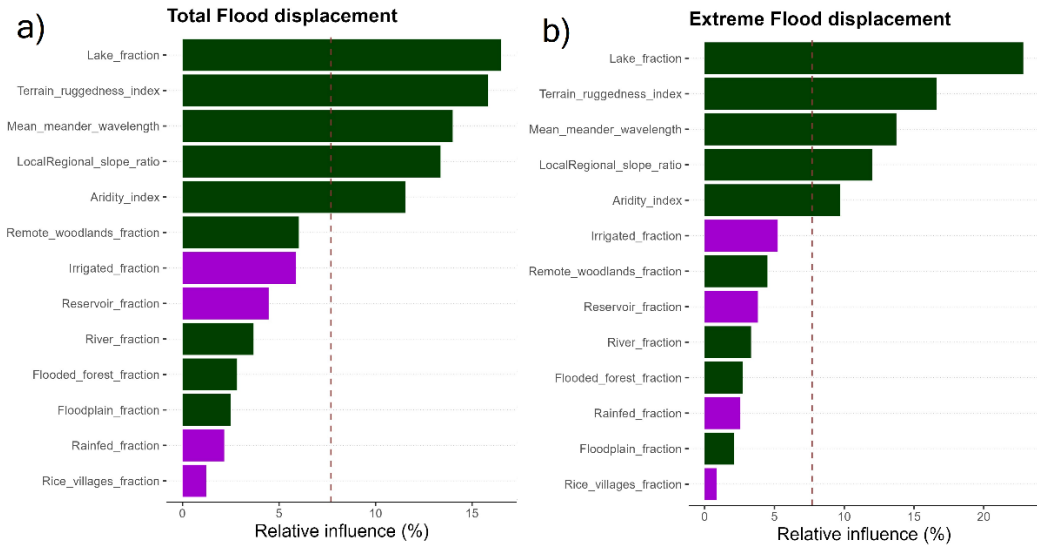 a)
Total Flood displacement
Lake_fraction
Terrain_ruggedness_index
Mean_meander_wavelength
LocalRegional_slope_ratio
Aridity_index
Remote_woodlands_fraction
Irrigated_fraction
Reservoir_fraction
River_fraction
Flooded_forest_fraction
Floodplain_fraction
Rainfed_fraction
Rice_villages_fraction
0 5 10 15
Relative influence (%)
b)
Extreme Flood displacement
Lake_fraction
Terrain_ruggedness_index
Mean_meander_wavelength
LocalRegional_slope_ratio
Aridity_index
Irrigated_fraction
Remote_woodlands_fraction
Reservoir_fraction
River_fraction
Flooded_forest_fraction
Rainfed_fraction
Floodplain_fraction
Rice_villages_fraction
0 5 10 15 20
Relative influence (%)